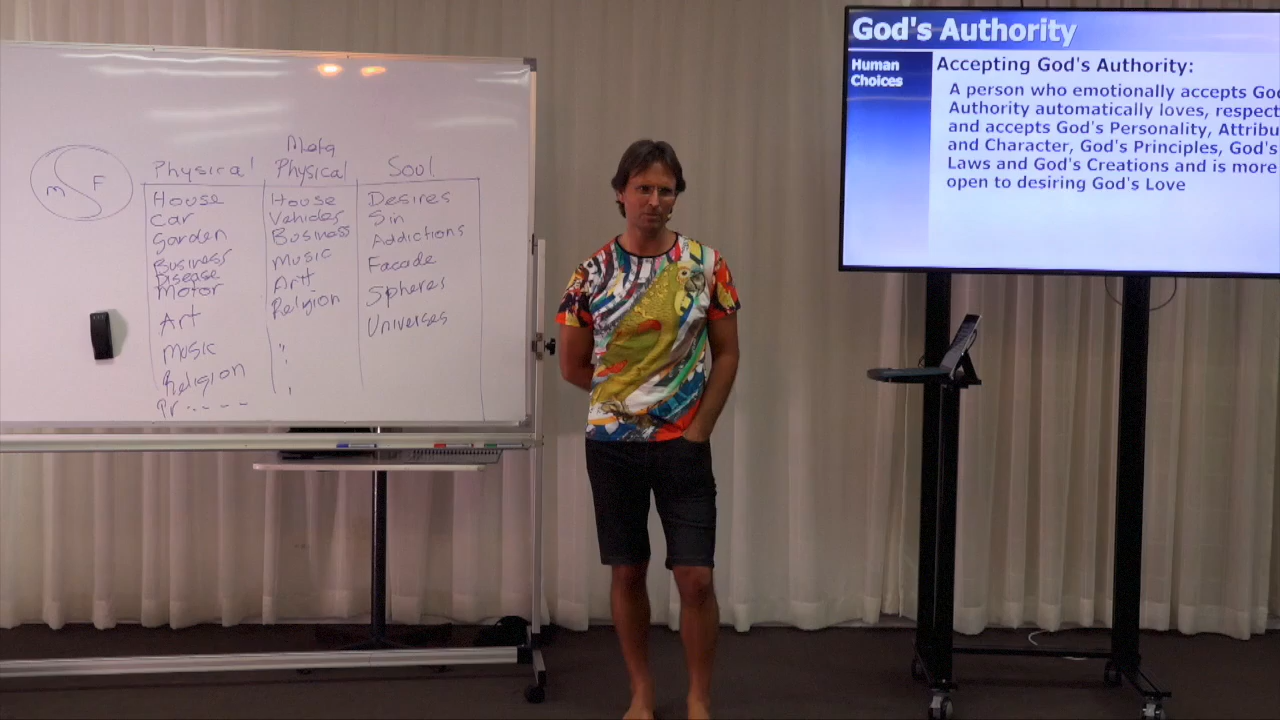 Meta
Physical
Physical
Soul
M
F
House
Car
Garden
Business
Disease
Motor
Art
Music
Religion
Pr.----
House
Vehicles
Business
Music
Art
Religion
Desires
Sin
Addictions
Facade
Spheres
Universes
God's Authority
Human
Choices
Accepting God's Authority:
A person who emotionally accepts
Authority automatically loves,
and accepts God's Personality,
and Character, God's Principles, God's
Laws and God's Creations and is more
open to desiring God's Love